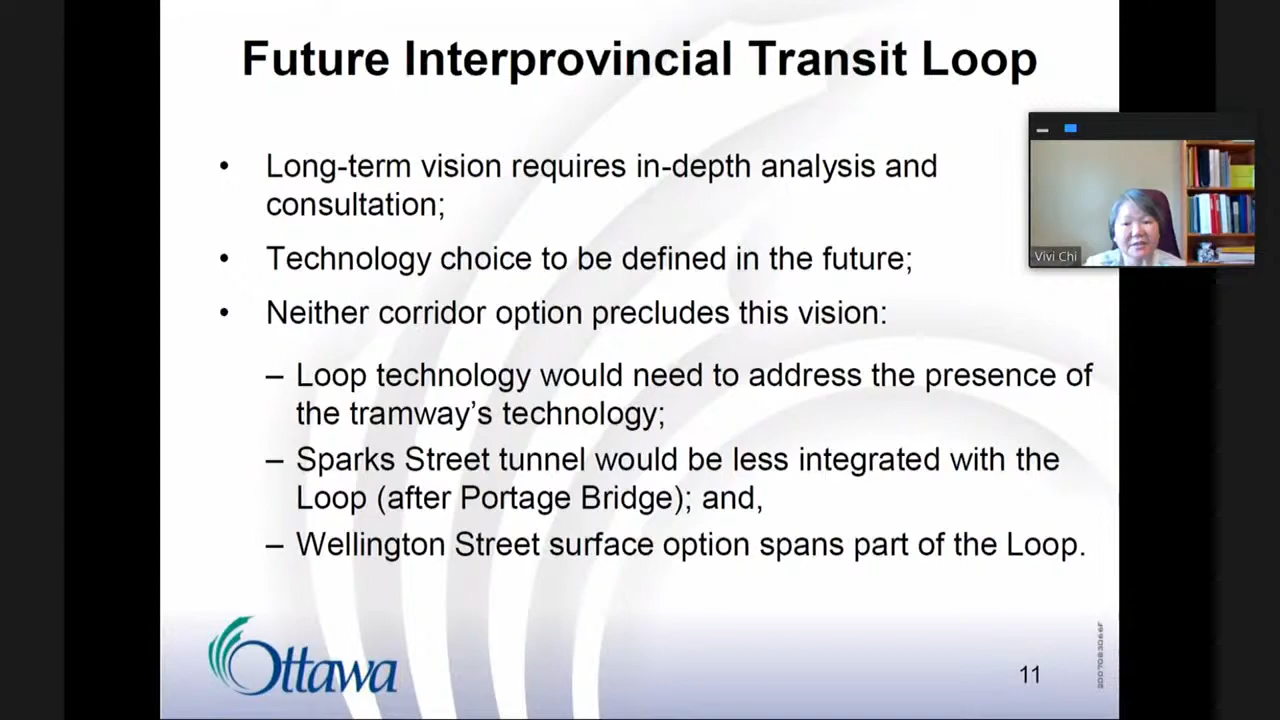 Future Interprovincial Transit Loop
• Long-term vision requires in-depth analysis and
consultation;
• Technology choice to be defined in the future;
• Neither corridor option precludes this vision:
– Loop technology would need to address the presence of
the tramway’s technology;
– Sparks Street tunnel would be less integrated with the
Loop (after Portage Bridge); and,
– Wellington Street surface option spans part of the Loop.
Vivi Chi
Ottawa
11